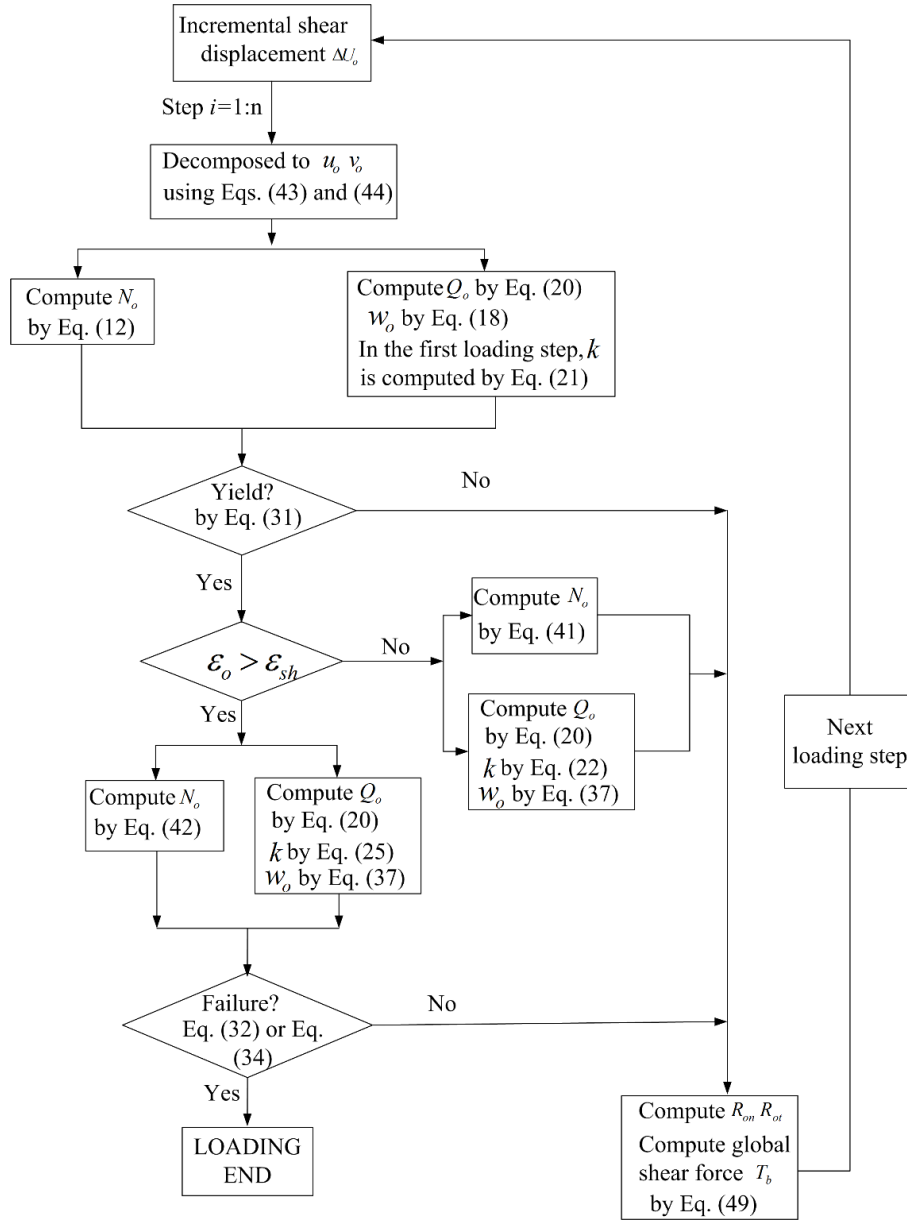 Incremental shear
displacement ΔU_o
Step i=1:n
Decomposed to u_o v_o
using Eqs. (43) and (44)
Compute N_o
by Eq. (12)
Compute Q_o by Eq. (20)
w_o by Eq. (18)
In the first loading step, k
is computed by Eq. (21)
Yield?
by Eq. (31)
No
Yes
ε_o > ε_sh
No
Compute N_o
by Eq. (41)
Compute Q_o
by Eq. (20)
k by Eq. (22)
w_o by Eq. (37)
Yes
Compute N_o
by Eq. (42)
Compute Q_o
by Eq. (20)
k by Eq. (25)
w_o by Eq. (37)
Next
loading step
Failure?
Eq. (32) or Eq.
(34)
No
Yes
LOADING
END
Compute R_on R_ot
Compute global
shear force T_b
by Eq. (49)